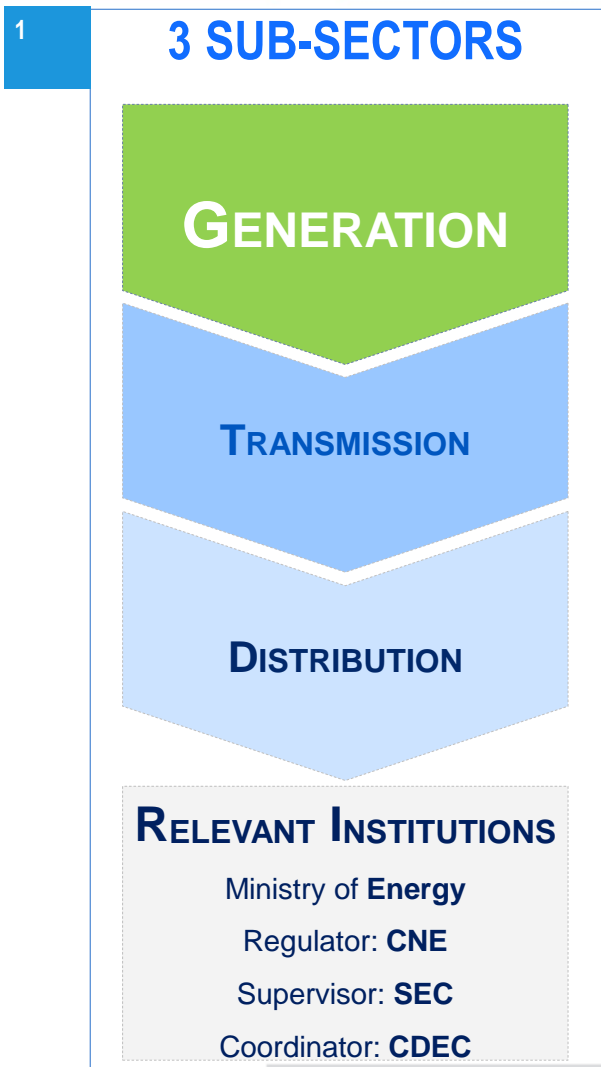 1
3 SUB-SECTORS
GENERATION
TRANSMISSION
DISTRIBUTION
RELEVANT INSTITUTIONS
Ministry of Energy
Regulator: CNE
Supervisor: SEC
Coordinator: CDEC